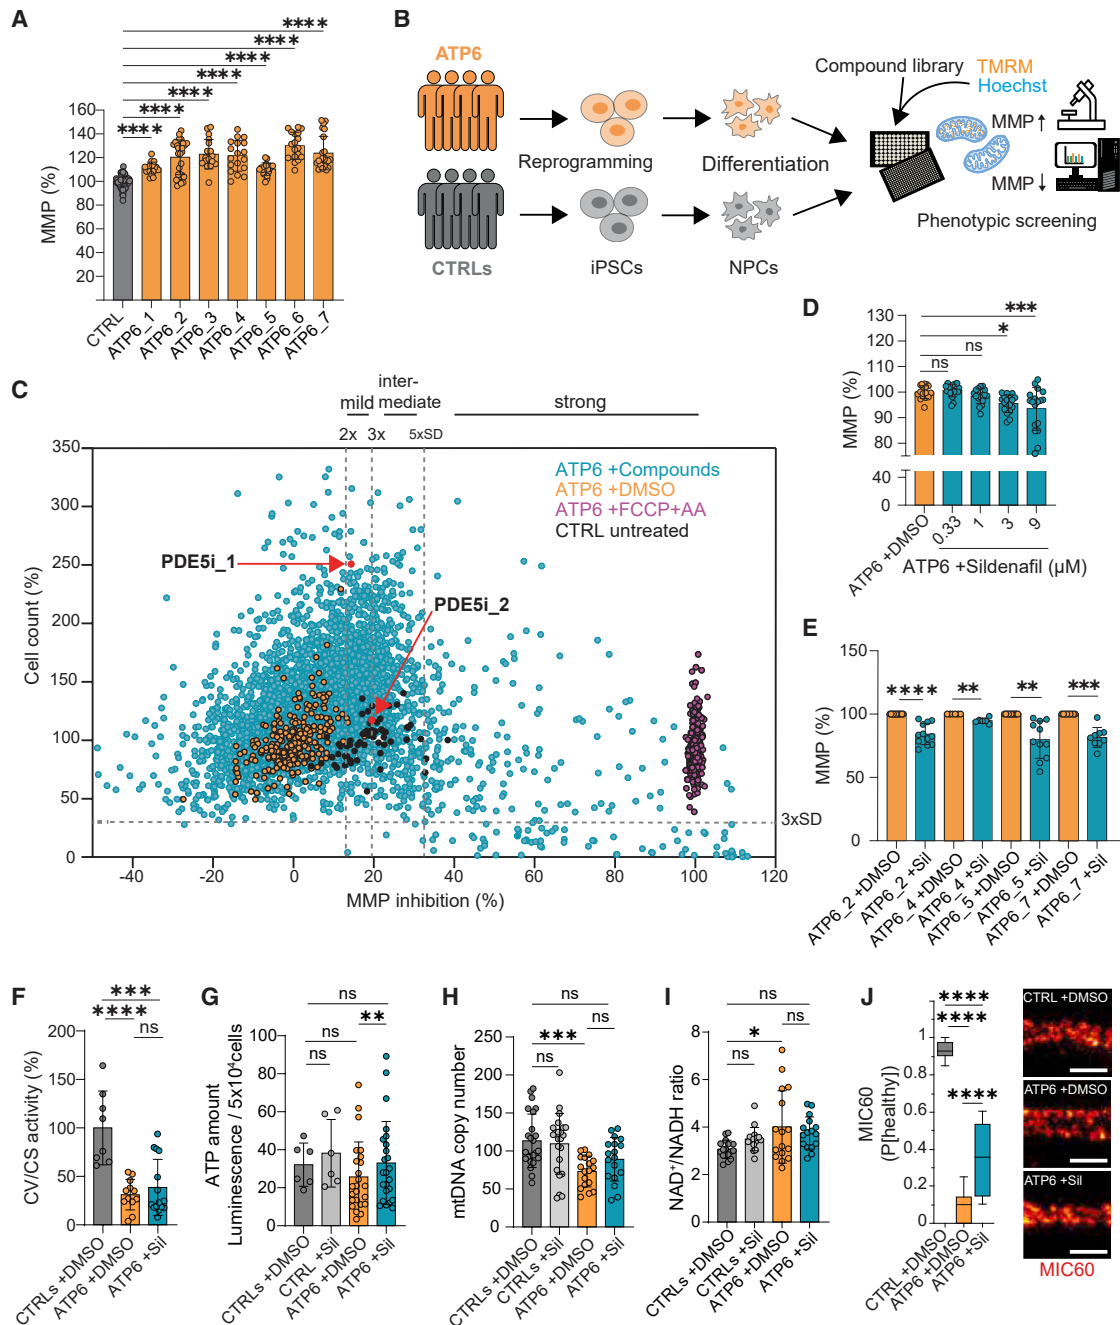 A
****
****
****
****
****
****
****
MMP (%)
160
140
120
100
80
60
40
20
CTRL
ATP6_1
ATP6_2
ATP6_3
ATP6_4
ATP6_5
ATP6_6
ATP6_7
B
ATP6
CTRLs
Reprogramming
iPSCs
Differentiation
NPCs
Compound library
TMRM
Hoechst
MMP ↑
MMP ↓
Phenotypic screening
C
mild
inter-
mediate
strong
2x
3x
5xSD
ATP6 +Compounds
ATP6 +DMSO
ATP6 +FCCP+AA
CTRL untreated
PDE5i_1
PDE5i_2
3xSD
Cell count (%)
350
300
250
200
150
100
50
0
-40
-20
0
20
40
60
80
100
120
MMP inhibition (%)
D
***
*
ns
ns
MMP (%)
130
120
110
100
90
80
40
0
ATP6 +DMSO
0.33
1
3
9
ATP6 +Sildenafil (µM)
E
****
**
**
***
MMP (%)
150
100
50
0
ATP6_2 +DMSO
ATP6_2 +Sil
ATP6_4 +DMSO
ATP6_4 +Sil
ATP6_5 +DMSO
ATP6_5 +Sil
ATP6_7 +DMSO
ATP6_7 +Sil
F
***
****
ns
CV/CS activity (%)
200
150
100
50
0
CTRLs +DMSO
ATP6 +DMSO
ATP6 +Sil
G
ns
**
ns
ns
ATP amount
Luminescence / 5x10⁴cells
100
80
60
40
20
0
CTRLs +DMSO
CTRL +Sil
ATP6 +DMSO
ATP6 +Sil
H
ns
ns
***
ns
mtDNA copy number
250
200
150
100
50
0
CTRLs +DMSO
CTRLs +Sil
ATP6 +DMSO
ATP6 +Sil
I
ns
ns
*
ns
NAD⁺/NADH ratio
8
6
4
2
0
CTRLs +DMSO
CTRLs +Sil
ATP6 +DMSO
ATP6 +Sil
J
****
****
****
MIC60
(P[healthy])
1
0.8
0.6
0.4
0.2
0
CTRL +DMSO
ATP6 +DMSO
ATP6 +Sil
CTRL +DMSO
ATP6 +DMSO
ATP6 +Sil
MIC60